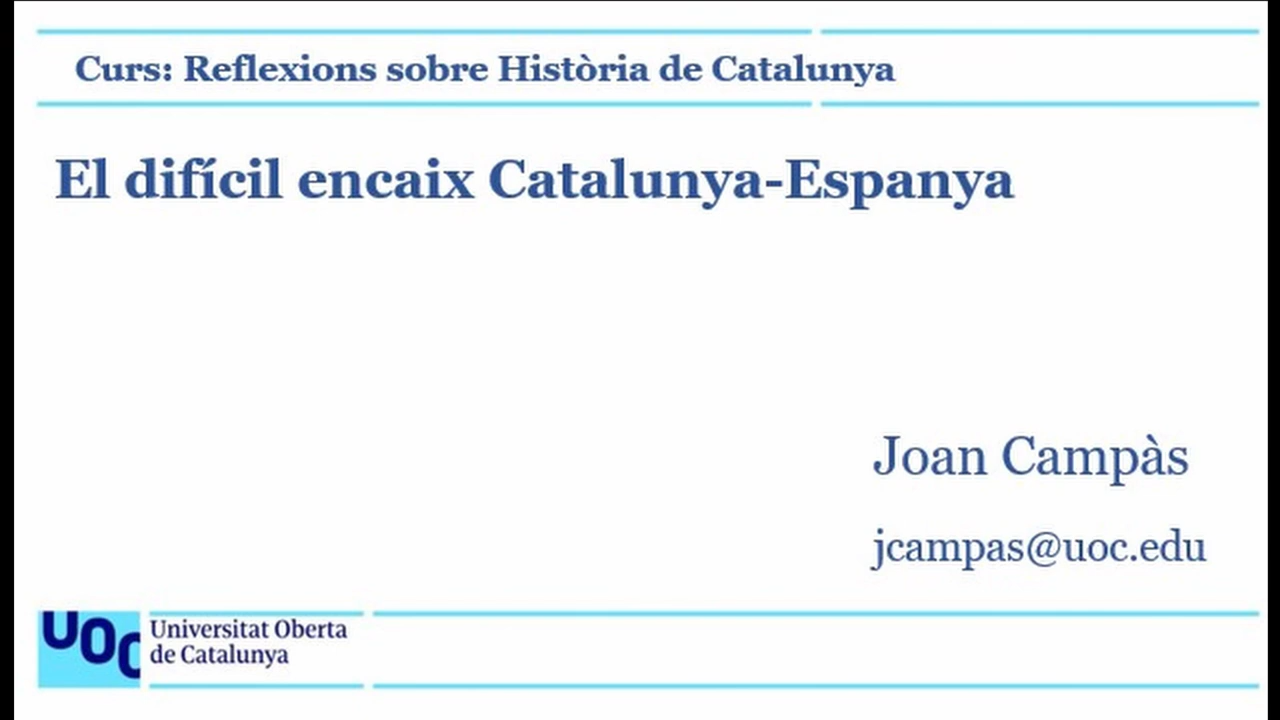 Curs: Reflexions sobre Història de Catalunya
El difícil encaix Catalunya-Espanya
Joan Campàs
jcampas@uoc.edu
UOC
Universitat Oberta
de Catalunya